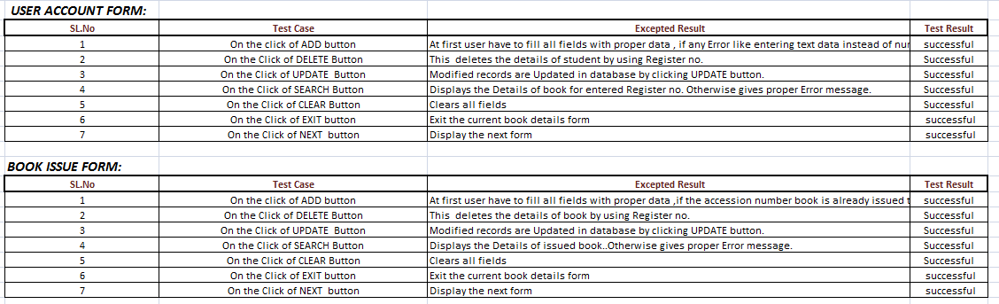 USER ACCOUNT FORM:
SL.No Test Case Excepted Result Test Result
1 On the click of ADD button At first user have to fill all fields with proper data , if any Error like entering text data instead of successful
2 On the Click of DELETE Button This deletes the details of student by using Register no. Successful
3 On the Click of UPDATE Button Modified records are Updated in database by clicking UPDATE button. Successful
4 On the Click of SEARCH Button Displays the Details of book for entered Register no. Otherwise gives proper Error message. Successful
5 On the Click of CLEAR Button Clears all fields Successful
6 On the Click of EXIT button Exit the current book details form successful
7 On the Click of NEXT button Display the next form successful
BOOK ISSUE FORM:
SL.No Test Case Excepted Result Test Result
1 On the click of ADD button At first user have to fill all fields with proper data ,if the accession number book is already issued successful
2 On the Click of DELETE Button This deletes the details of book by using Register no. Successful
3 On the Click of UPDATE Button Modified records are Updated in database by clicking UPDATE button. Successful
4 On the Click of SEARCH Button Displays the Details of issued book..Otherwise gives proper Error message. Successful
5 On the Click of CLEAR Button Clears all fields Successful
6 On the Click of EXIT button Exit the current book details form successful
7 On the Click of NEXT button Display the next form successful